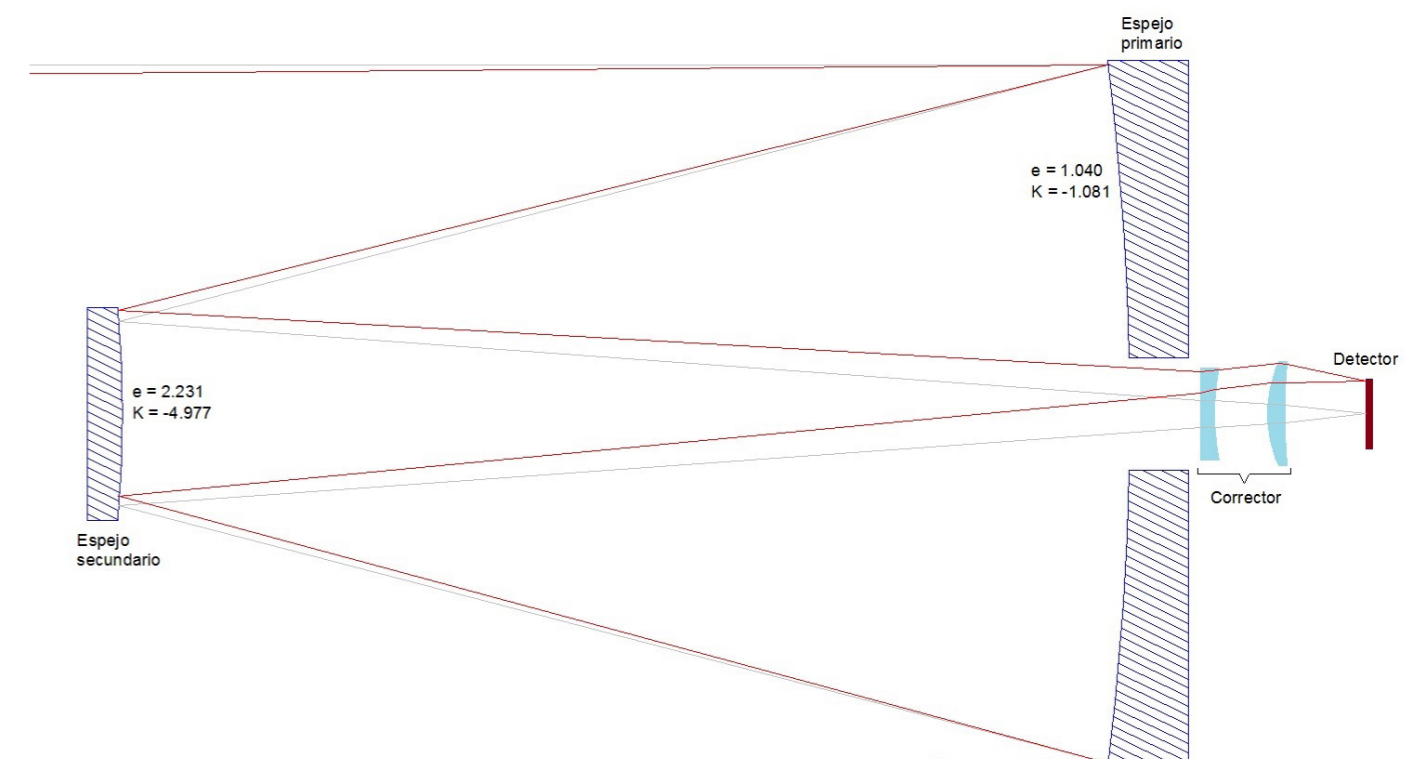 Espejo
primario
e = 1.040
K = -1.081
Detector
e = 2.231
K = -4.977
Corrector
Espejo
secundario